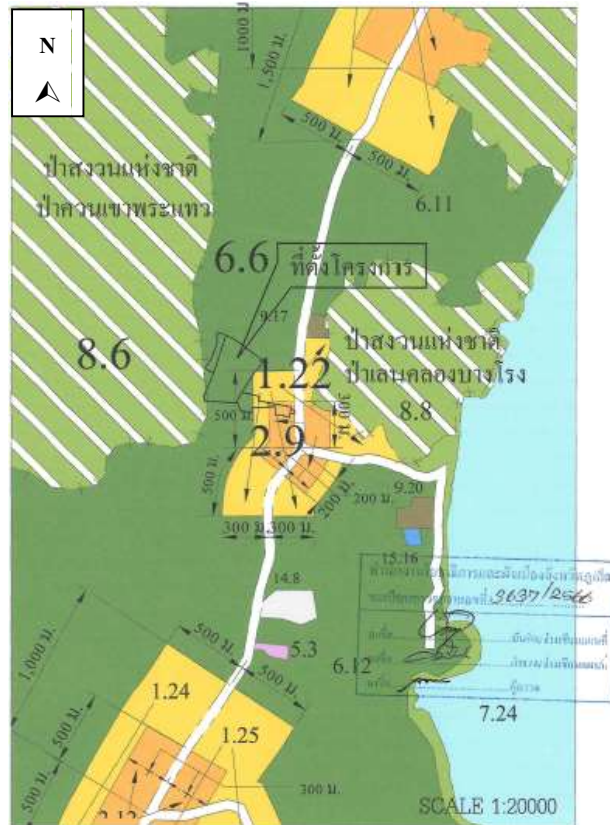 N
1000 ม.
1,500 ม.
500 ม.
500 ม.
ป่าสงวนแห่งชาติ
ป่าควนเขาพระแทว
6.11
6.6
ที่ตั้งโครงการ
9.17
8.6
ป่าสงวนแห่งชาติ
ป่าเลนคลองบางโรง
8.8
1.22
500 ม.
300 ม.
2.9
500 ม.
200 ม.
200 ม.
9.20
300 ม.
300 ม.
15.16
3637/2566
14.8
5.3
6.12
7.24
500 ม.
500 ม.
1,000 ม.
1.24
1.25
500 ม.
300 ม.
500 ม.
2.12
SCALE 1:20000